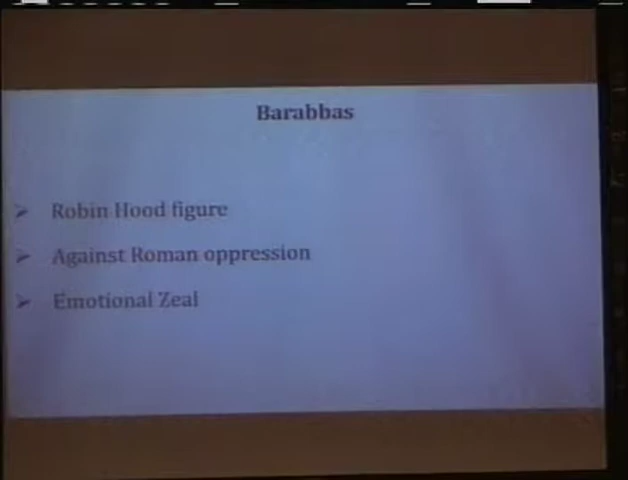 Barabbas
➢ Robin Hood figure
➢ Against Roman oppression
➢ Emotional Zeal